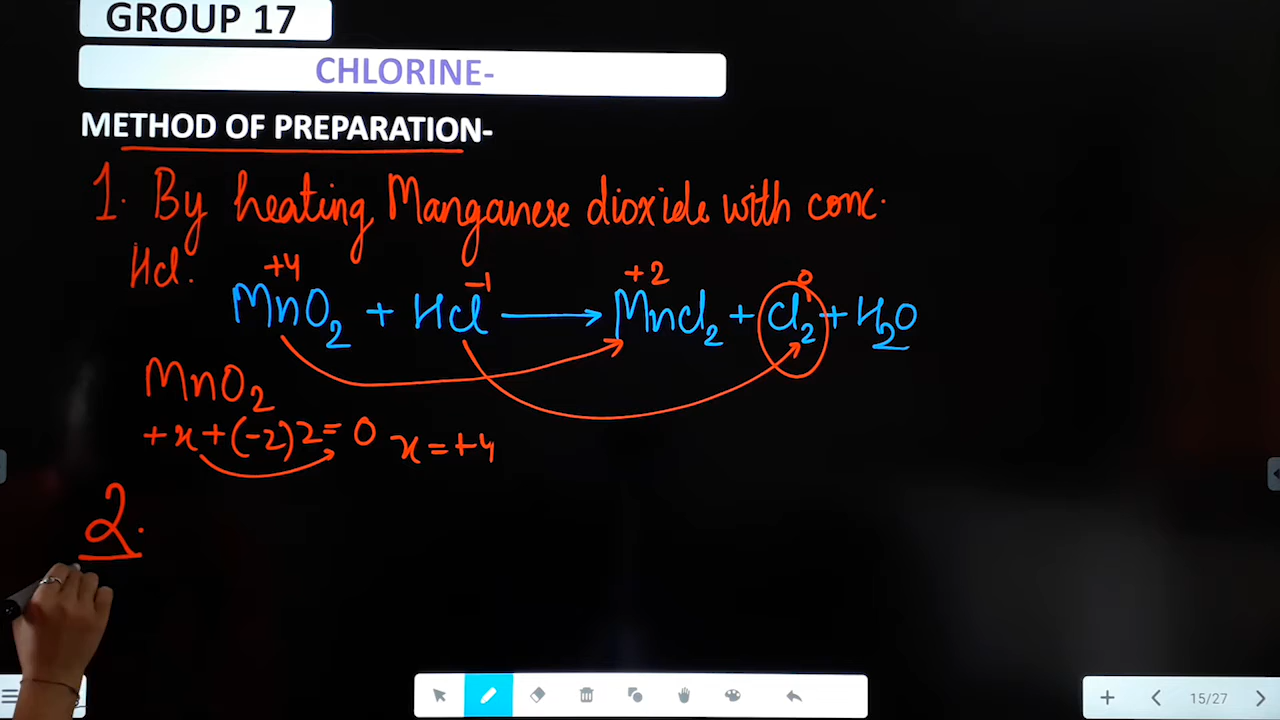 GROUP 17
CHLORINE-
METHOD OF PREPARATION-
1. By heating Manganese dioxide with conc.
Hcl.
+4 -1 +2 0
MnO2 + Hcl → Mncl2 + cl2 + H2O
MnO2
+x+(-2)2=0 x=+4
2.
15/27